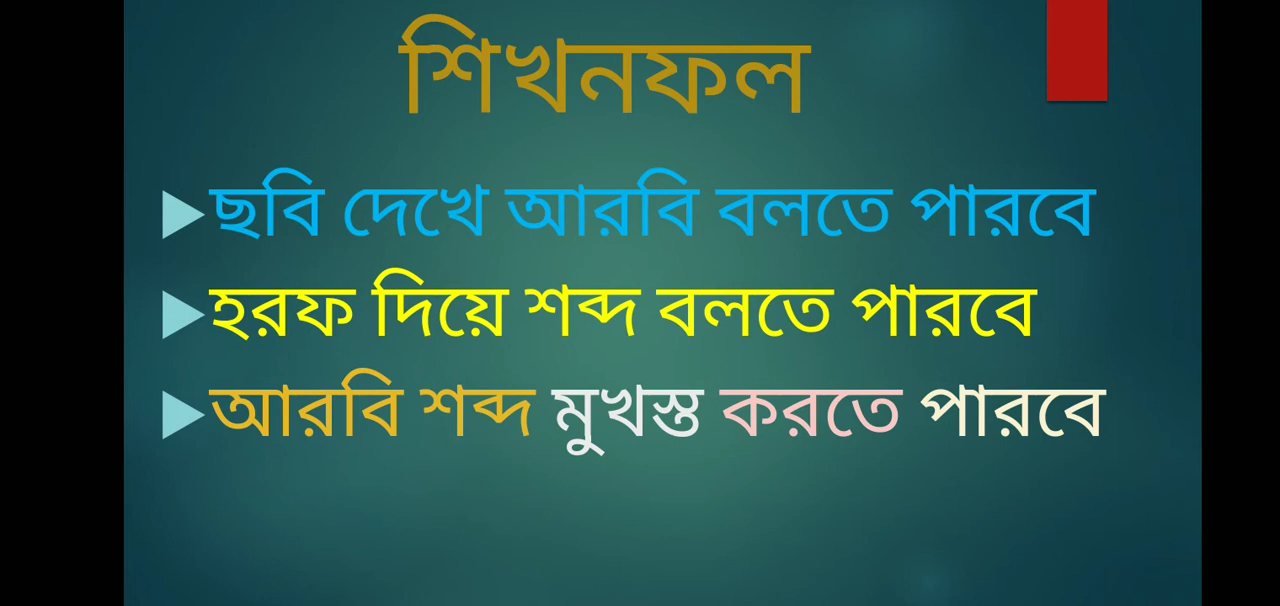 শিখনফল
ছবি দেখে আরবি বলতে পারবে
হরফ দিয়ে শব্দ বলতে পারবে
আরবি শব্দ মুখস্ত করতে পারবে